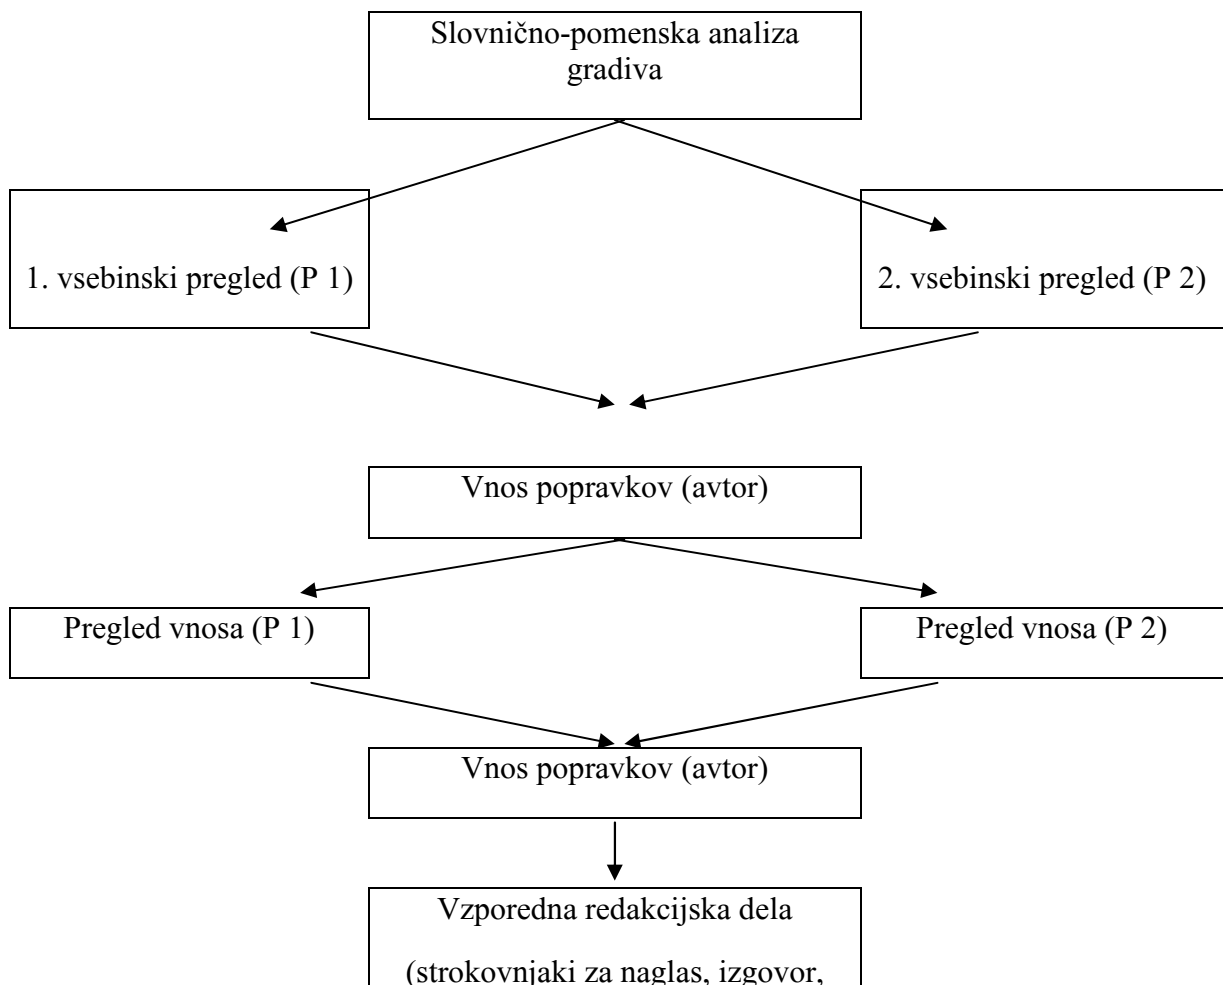 Slovnično-pomenska analiza
gradiva
1. vsebinski pregled (P 1)
2. vsebinski pregled (P 2)
Vnos popravkov (avtor)
Pregled vnosa (P 1)
Pregled vnosa (P 2)
Vnos popravkov (avtor)
Vzporedna redakcijska dela
(strokovnjaki za naglas, izgovor,